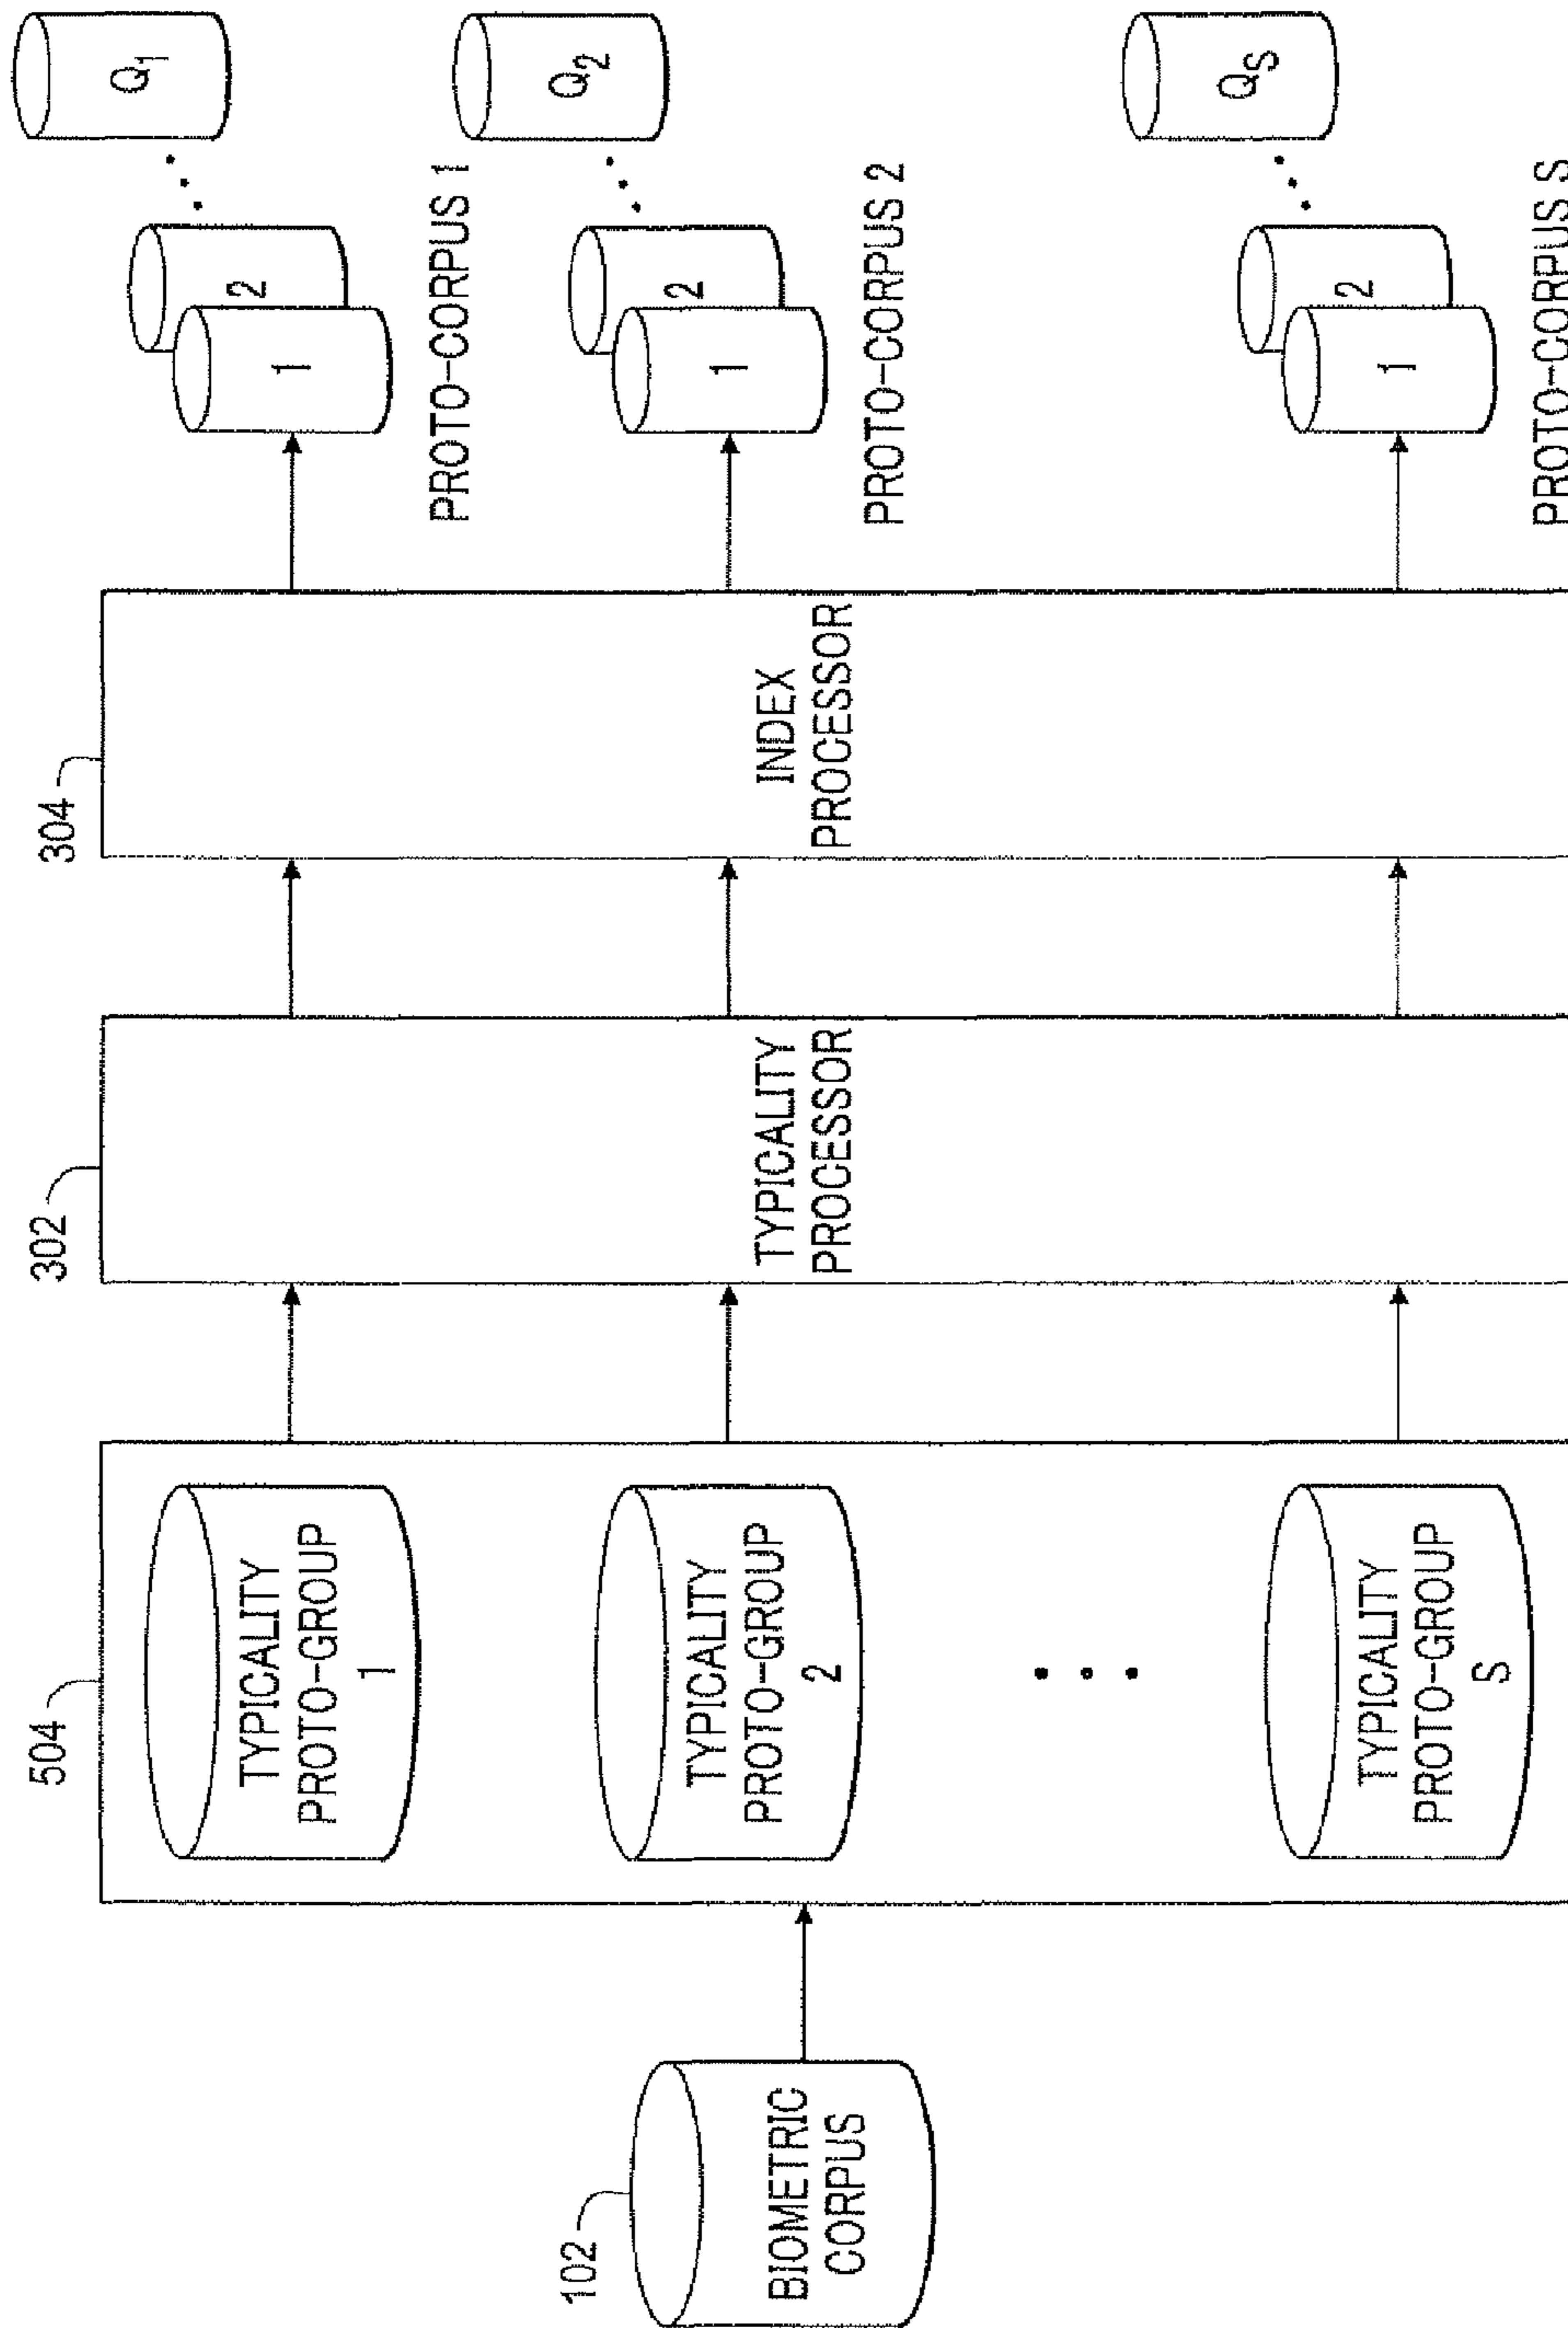 102
BIOMETRIC
CORPUS
504
TYPICALITY
PROTO-GROUP
1
TYPICALITY
PROTO-GROUP
2
TYPICALITY
PROTO-GROUP
S
302
TYPICALITY
PROCESSOR
304
INDEX
PROCESSOR
1
2
Q1
PROTO-CORPUS 1
1
2
Q2
PROTO-CORPUS 2
1
2
QS
PROTO-CORPUS S